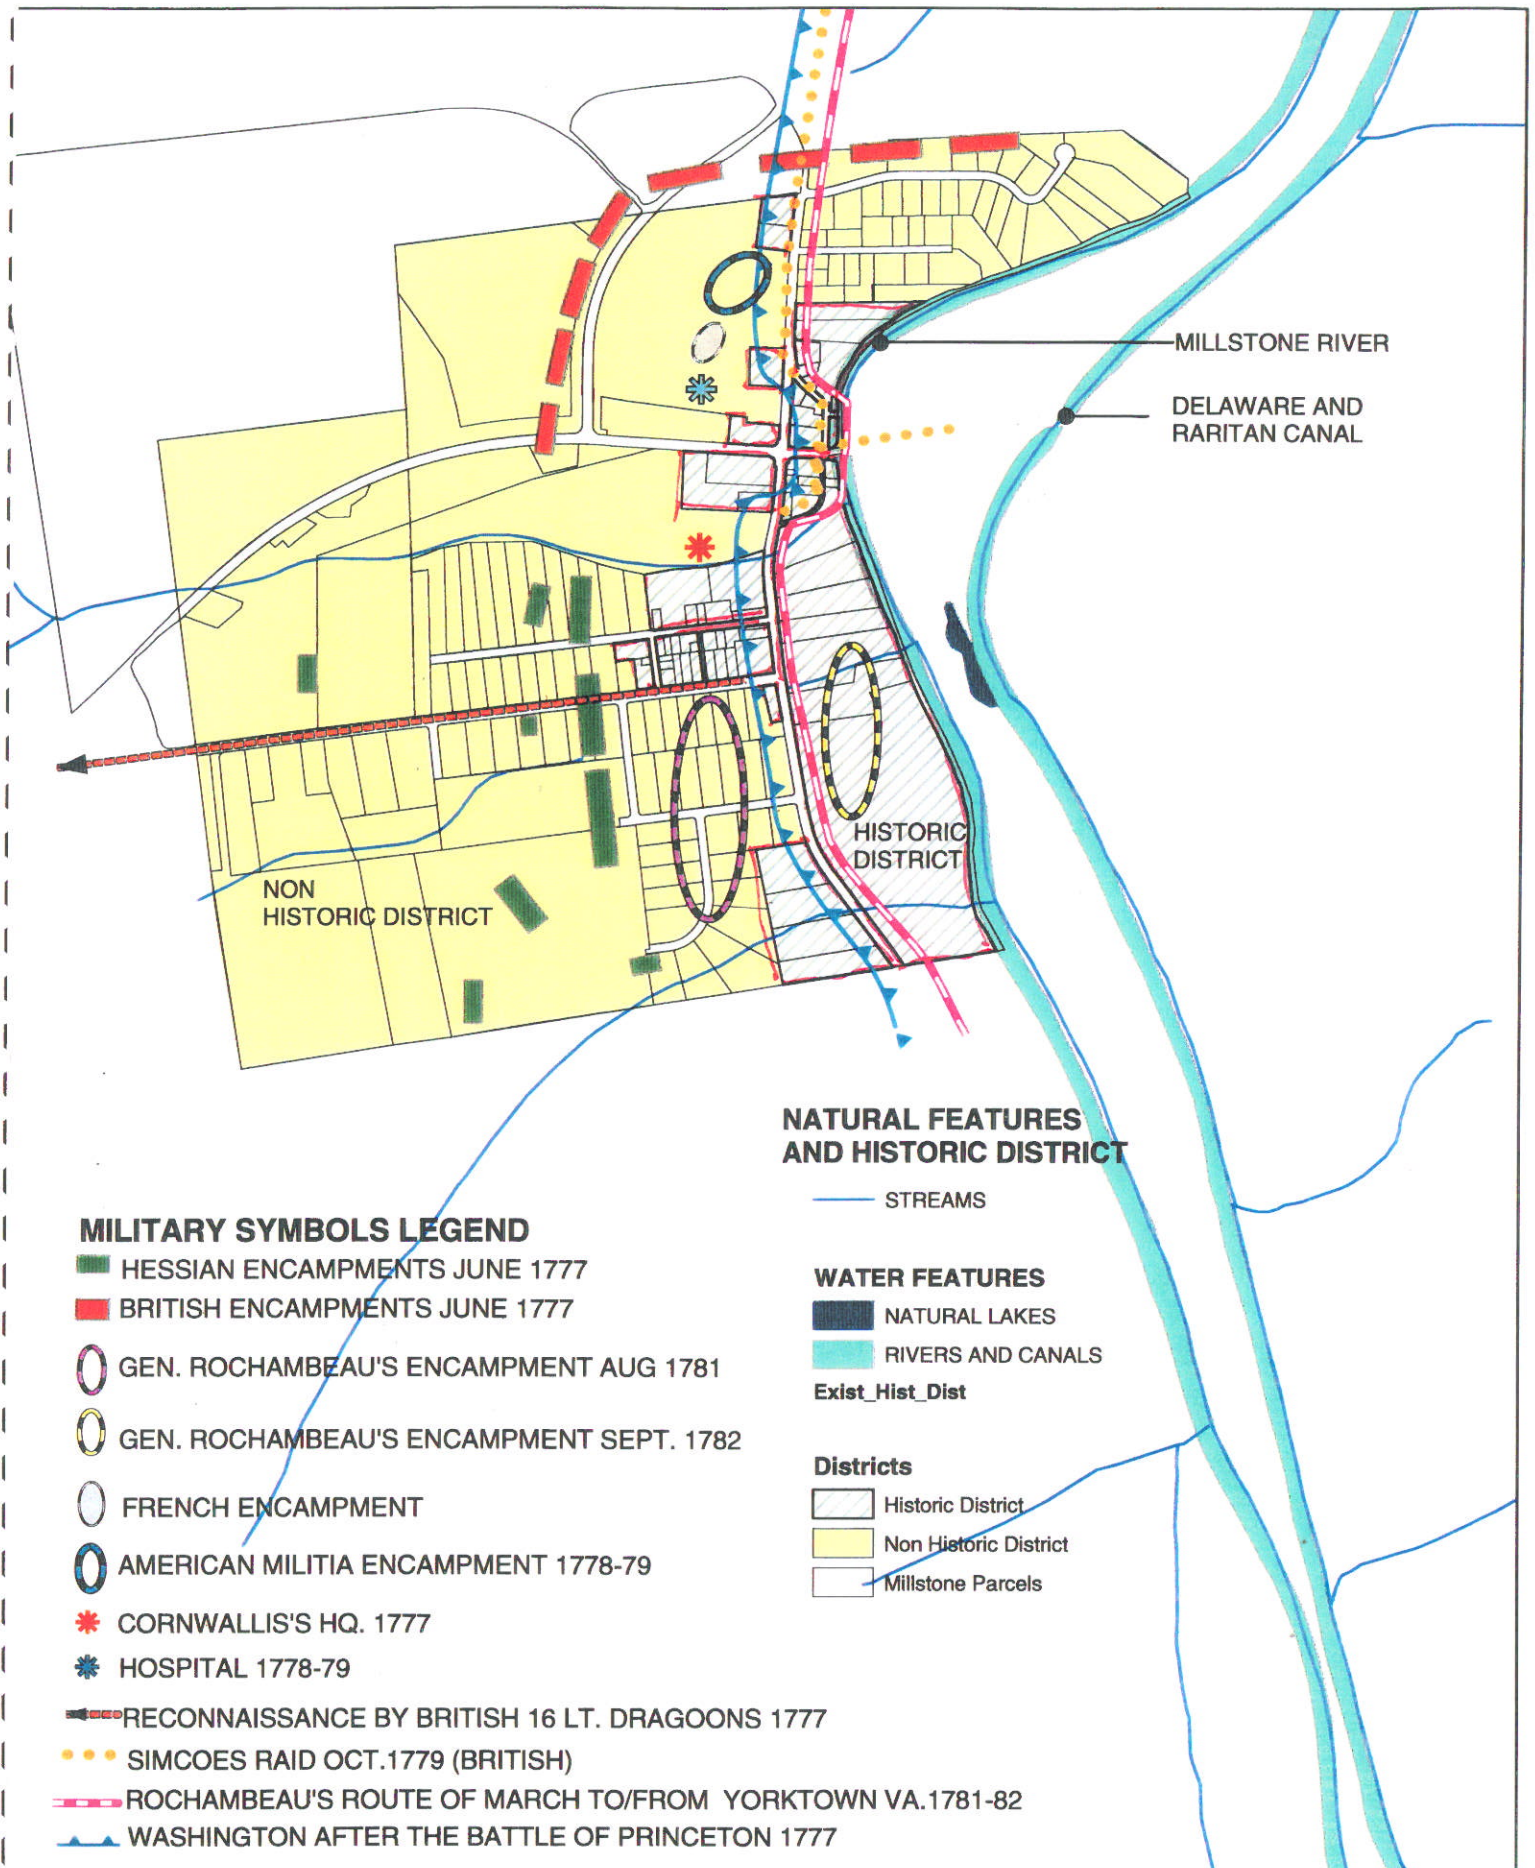 MILLSTONE RIVER
DELAWARE AND
RARITAN CANAL
HISTORIC
DISTRICT
NON
HISTORIC DISTRICT
NATURAL FEATURES
AND HISTORIC DISTRICT
STREAMS
WATER FEATURES
NATURAL LAKES
RIVERS AND CANALS
Exist_Hist_Dist
Districts
Historic District
Non Historic District
Millstone Parcels
MILITARY SYMBOLS LEGEND
HESSIAN ENCAMPMENTS JUNE 1777
BRITISH ENCAMPMENTS JUNE 1777
GEN. ROCHAMBEAU'S ENCAMPMENT AUG 1781
GEN. ROCHAMBEAU'S ENCAMPMENT SEPT. 1782
FRENCH ENCAMPMENT
AMERICAN MILITIA ENCAMPMENT 1778-79
CORNWALLIS'S HQ. 1777
HOSPITAL 1778-79
RECONNAISSANCE BY BRITISH 16 LT. DRAGOONS 1777
SIMCOES RAID OCT.1779 (BRITISH)
ROCHAMBEAU'S ROUTE OF MARCH TO/FROM YORKTOWN VA.1781-82
WASHINGTON AFTER THE BATTLE OF PRINCETON 1777